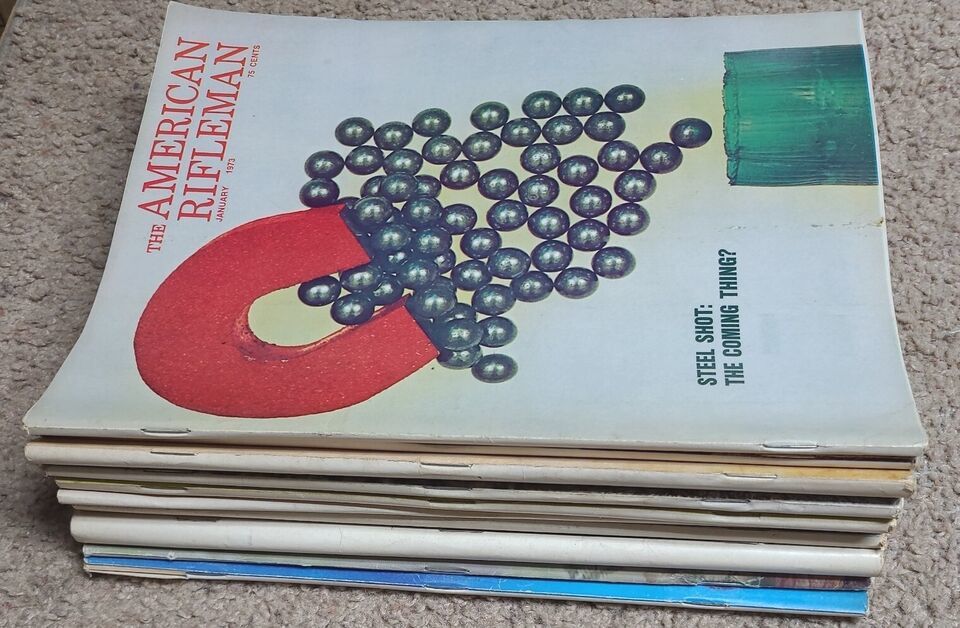 THE AMERICAN
RIFLEMAN
JANUARY 1973
75 CENTS
STEEL SHOT:
THE COMING THING?